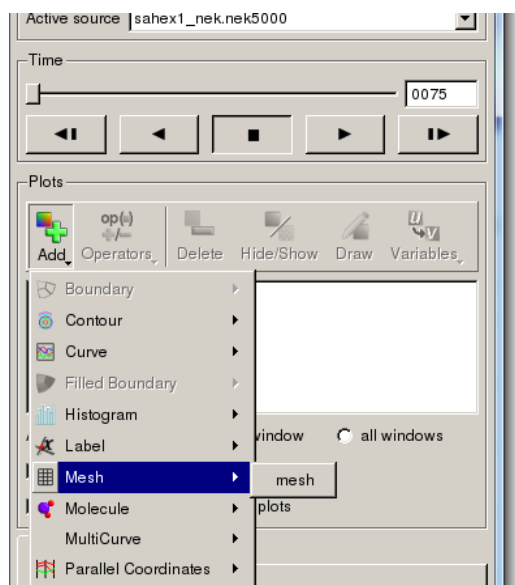 Active source sahex1_nek.nek5000
Time
0075
Plots
op(=)
+/-
Add Operators Delete Hide/Show Draw Variables
Boundary
Contour
Curve
Filled Boundary
Histogram
window all windows
Label
Mesh mesh
Molecule plots
MultiCurve
Parallel Coordinates